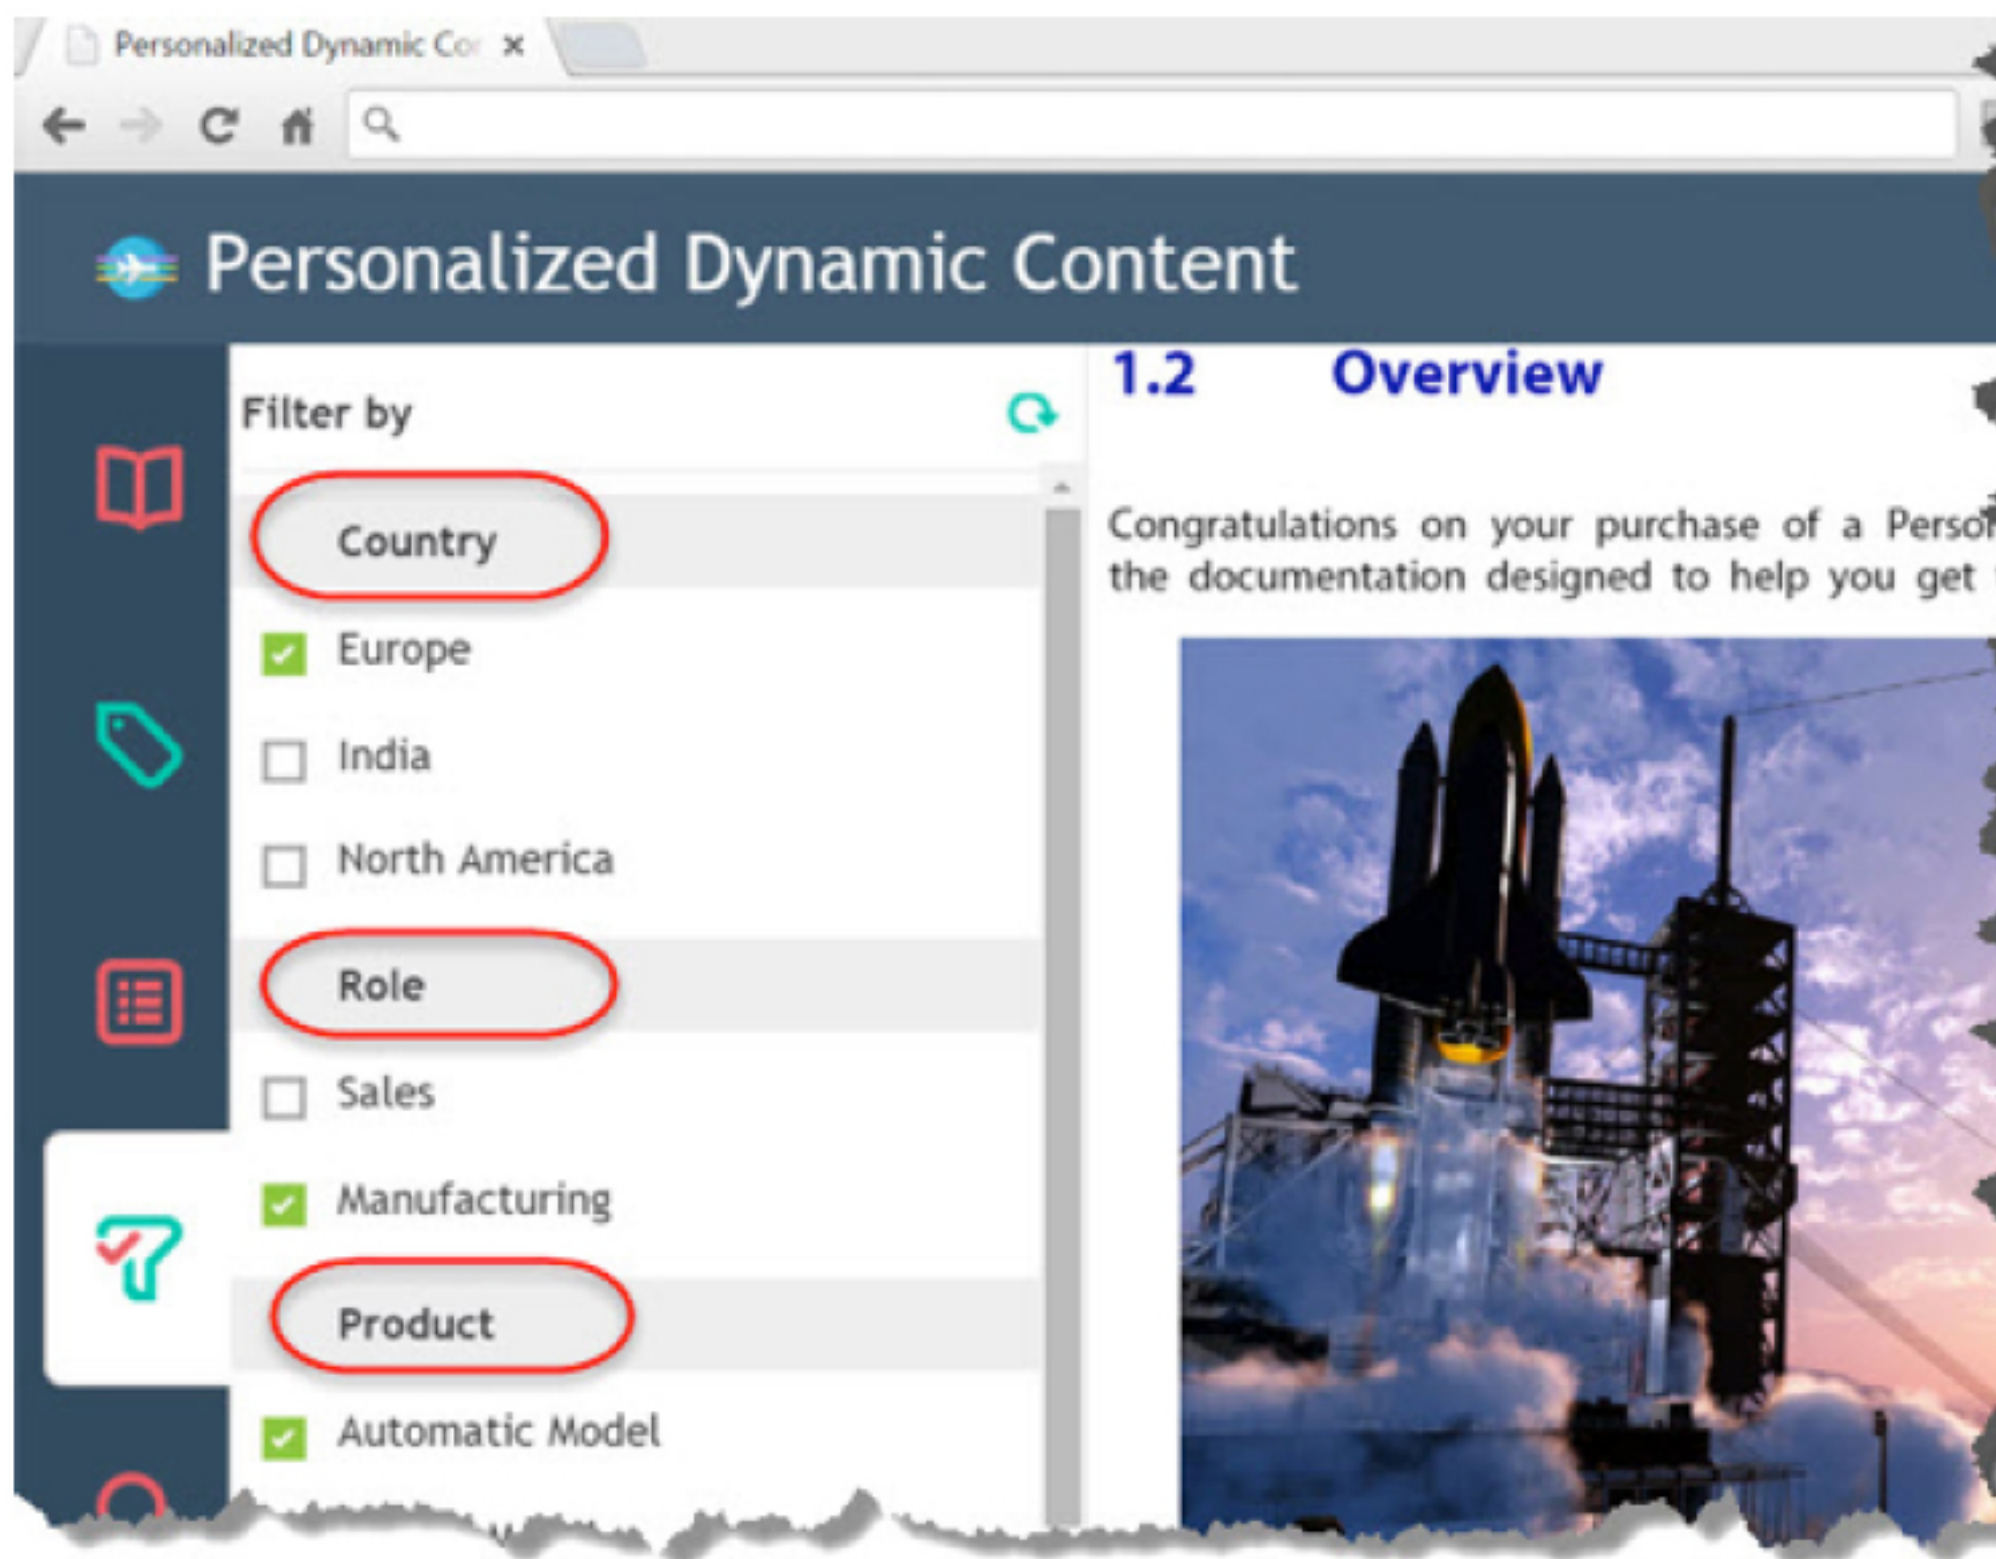 Personalized Dynamic Co
Personalized Dynamic Content
Filter by
Country
Europe
India
North America
Role
Sales
Manufacturing
Product
Automatic Model
1.2 Overview
Congratulations on your purchase of a
the documentation designed to help you get